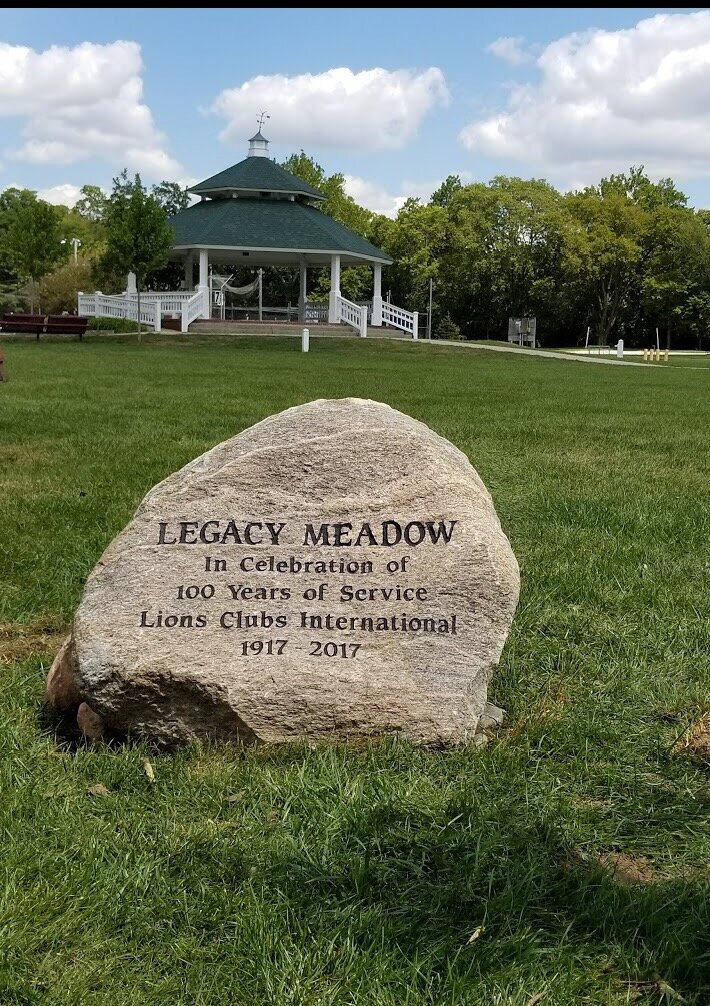 LEGACY MEADOW
In Celebration of
100 Years of Service
Lions Clubs International
1917 - 2017